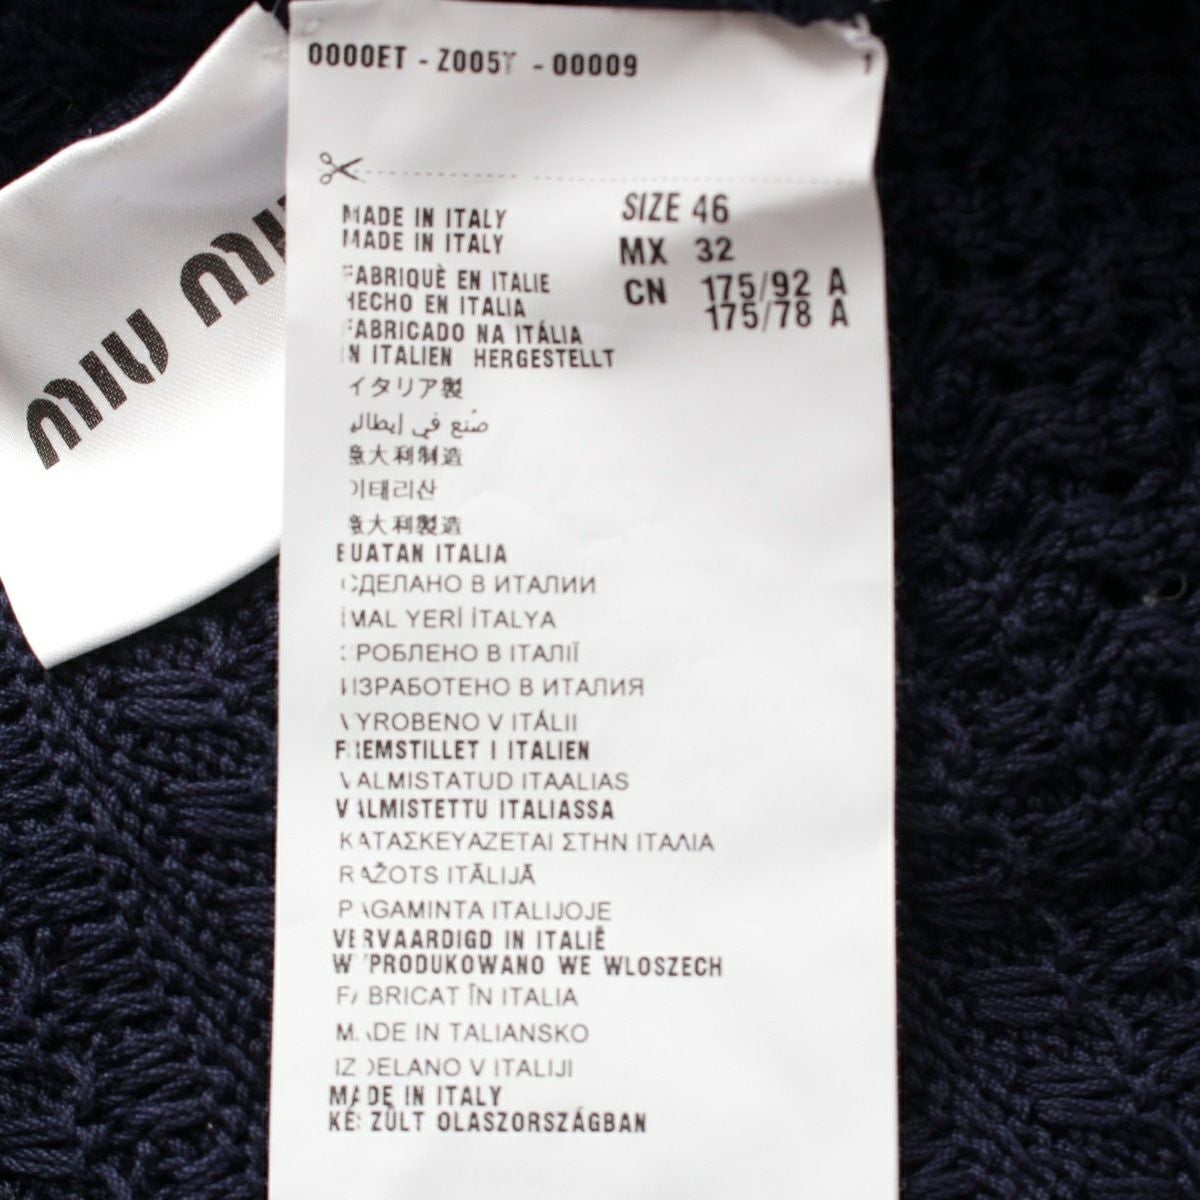 0000ET - Z005Y - 00009 1
MIU MIU
MADE IN ITALY
MADE IN ITALY
FABRIQUÈ EN ITALIE
HECHO EN ITALIA
FABRICADO NA ITÁLIA
IN ITALIEN HERGESTELLT
SIZE 46
MX 32
CN 175/92 A
175/78 A
イタリア製
صنع في إيطاليا
意大利制造
이태리산
意大利製造
BUATAN ITALIA
СДЕЛАНО В ИТАЛИИ
İMAL YERİ İTALYA
ЗРОБЛЕНО В ІТАЛІЇ
ИЗРАБОТЕНО В ИТАЛИЯ
VYROBENO V ITÁLII
FREMSTILLET I ITALIEN
VALMISTATUD ITAALIAS
VALMISTETTU ITALIASSA
ΚΑΤΑΣΚΕΥΑΖΕΤΑΙ ΣΤΗΝ ΙΤΑΛΙΑ
RAŽOTS ITĀLIJĀ
PAGAMINTA ITALIJOJE
VERVAARDIGD IN ITALIË
WYPRODUKOWANO WE WLOSZECH
FABRICAT ÎN ITALIA
MADE IN TALIANSKO
IZDELANO V ITALIJI
MADE IN ITALY
KÉSZÜLT OLASZORSZÁGBAN